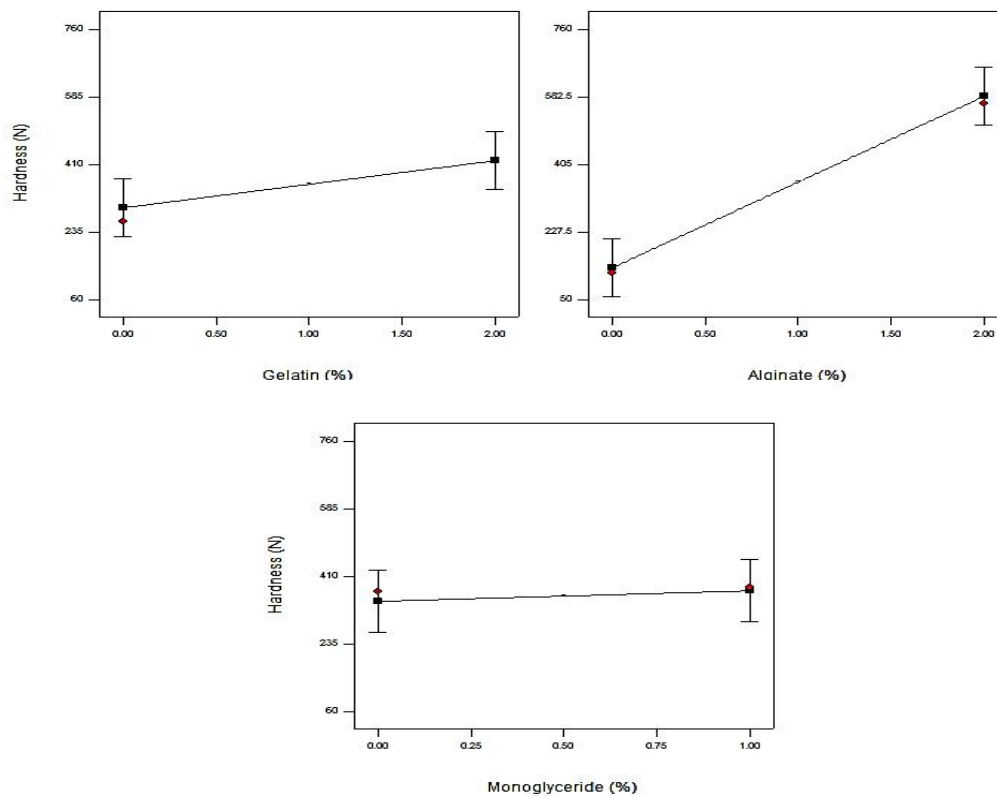 760
585
410
235
60
Hardness (N)
0.00 0.50 1.00 1.50 2.00
Gelatin (%)
760
582.5
405
227.5
50
0.00 0.50 1.00 1.50 2.00
Alginate (%)
760
585
410
235
60
Hardness (N)
0.00 0.25 0.50 0.75 1.00
Monoglyceride (%)